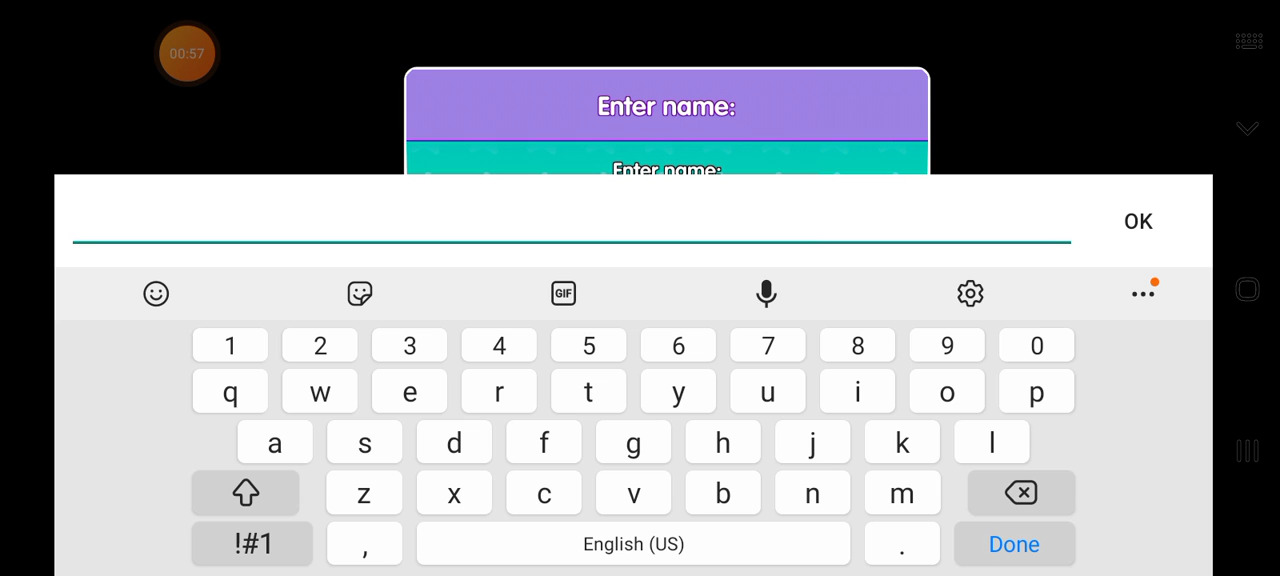 00:57
Enter name:
Enter name:
OK
GIF
1 2 3 4 5 6 7 8 9 0
q w e r t y u i o p
a s d f g h j k l
z x c v b n m
!#1 , English (US) . Done